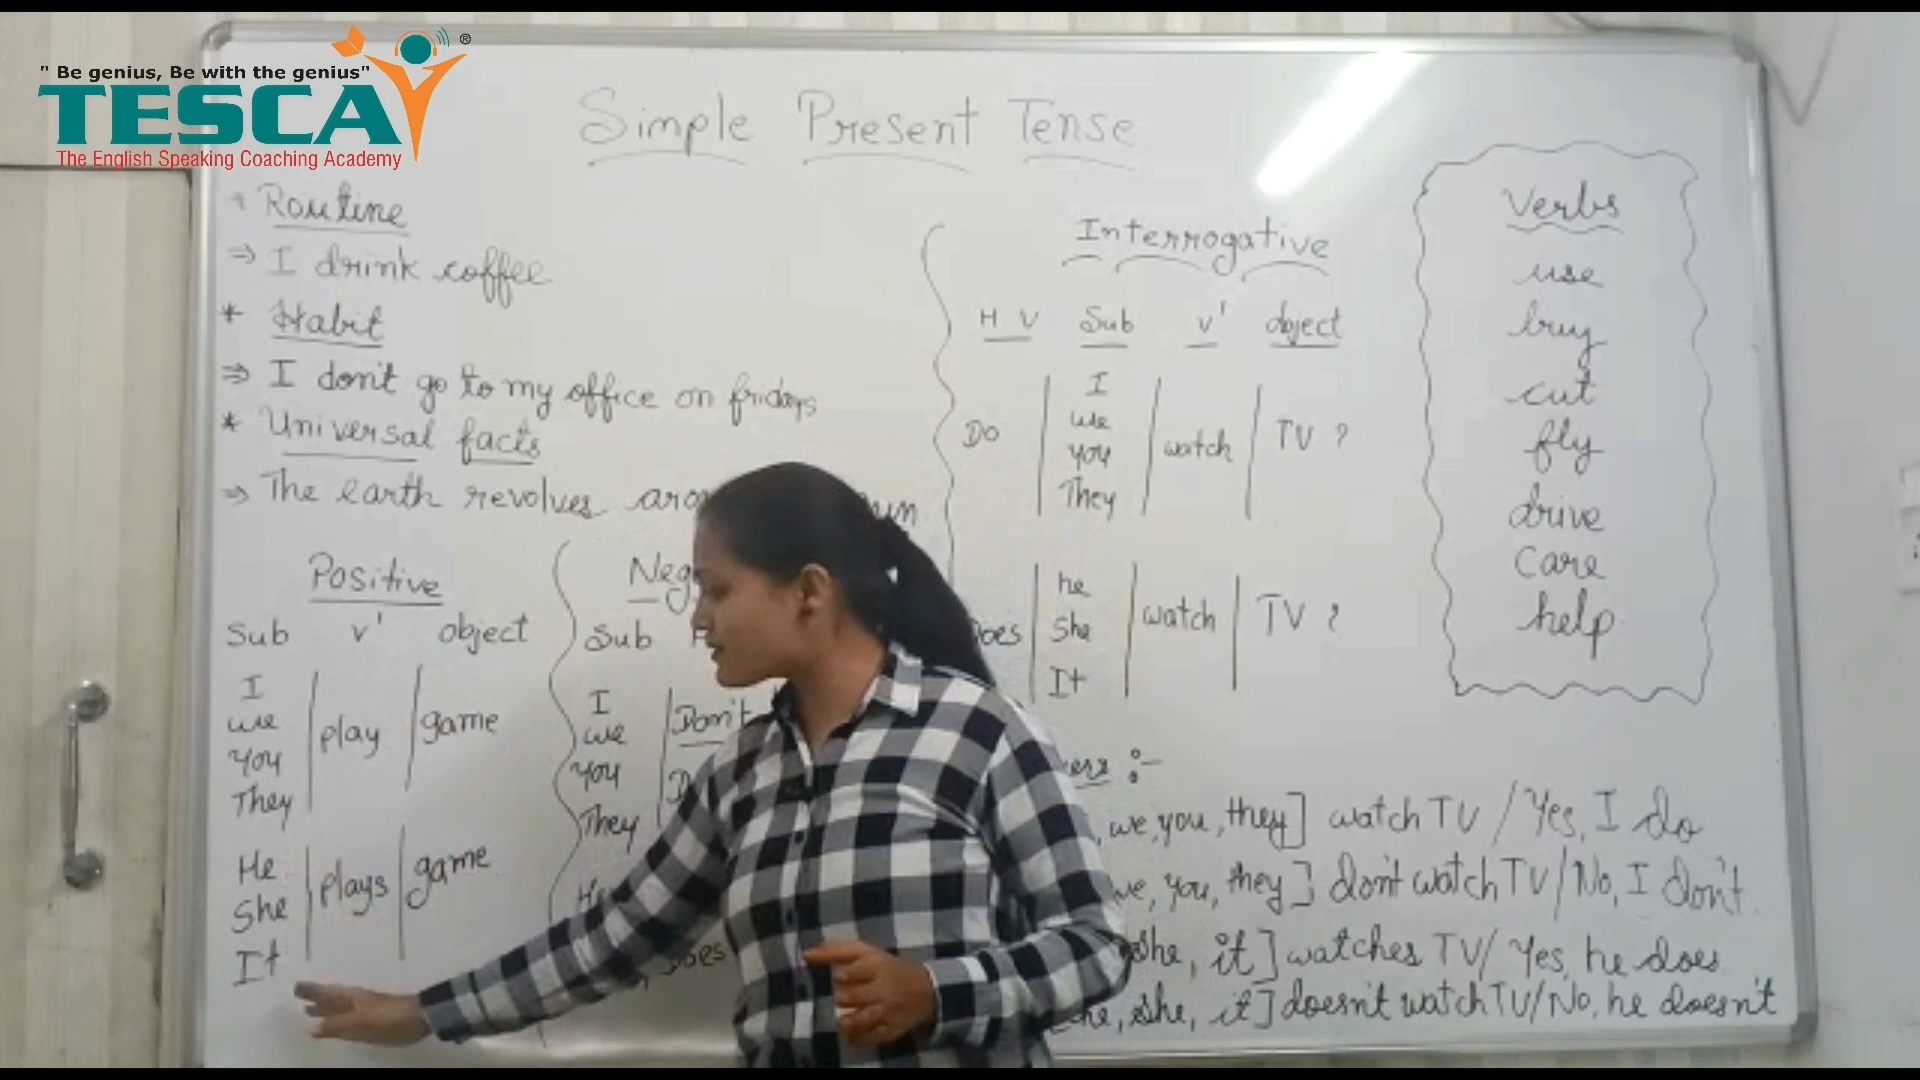 " Be genius, Be with the genius"
®
TESCA
The English Speaking Coaching Academy
Simple Present Tense
* Routine
⇒ I drink coffee
* Habit
⇒ I don't go to my office on fridays
* Universal facts
⇒ The earth revolves
Positive
Sub v' object
I
we
you
They
play game
He
She
It
plays game
Sub
I
we
you
They
Don't
Does
Interrogative
H V Sub v' object
Do
I
we
you
They
watch TV ?
he
She
It
watch TV ?
we, you, they] watch TV / Yes, I do
we, you, they] don't watch TV / No, I don't.
she, it] watches TV / Yes, he does
he, she, it] doesn't watch TV / No, he doesn't
Verbs
use
buy
cut
fly
drive
care
help